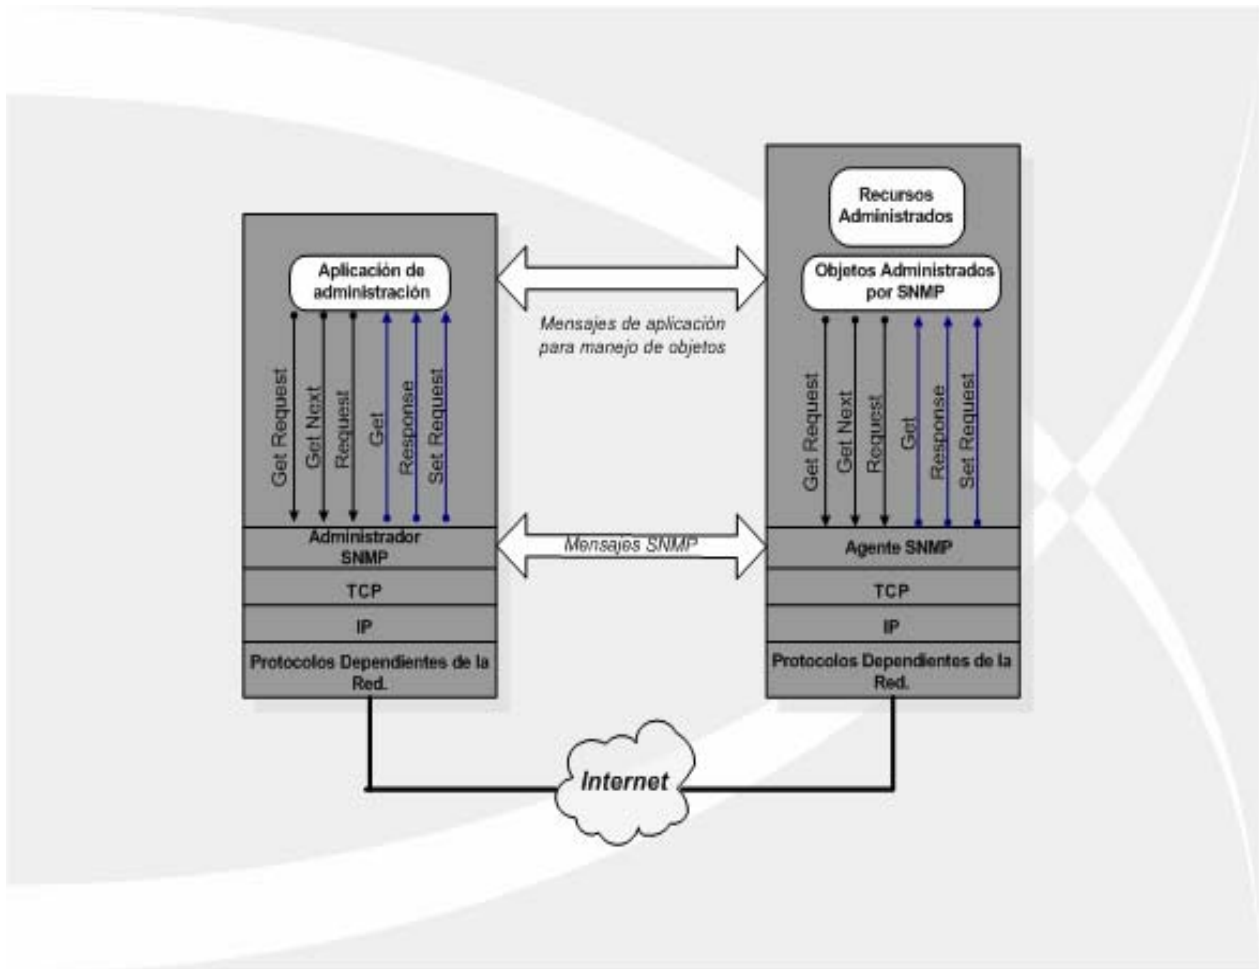 Recursos
Administrados
Aplicación de
administración
Objetos Administrados
por SNMP
Mensajes de aplicación
para manejo de objetos
Get Request
Get Next
Request
Get
Response
Set Request
Get Request
Get Next
Request
Get
Response
Set Request
Administrador
SNMP
Mensajes SNMP
Agente SNMP
TCP
TCP
IP
IP
Protocolos Dependientes de la
Red.
Protocolos Dependientes de la
Red.
Internet